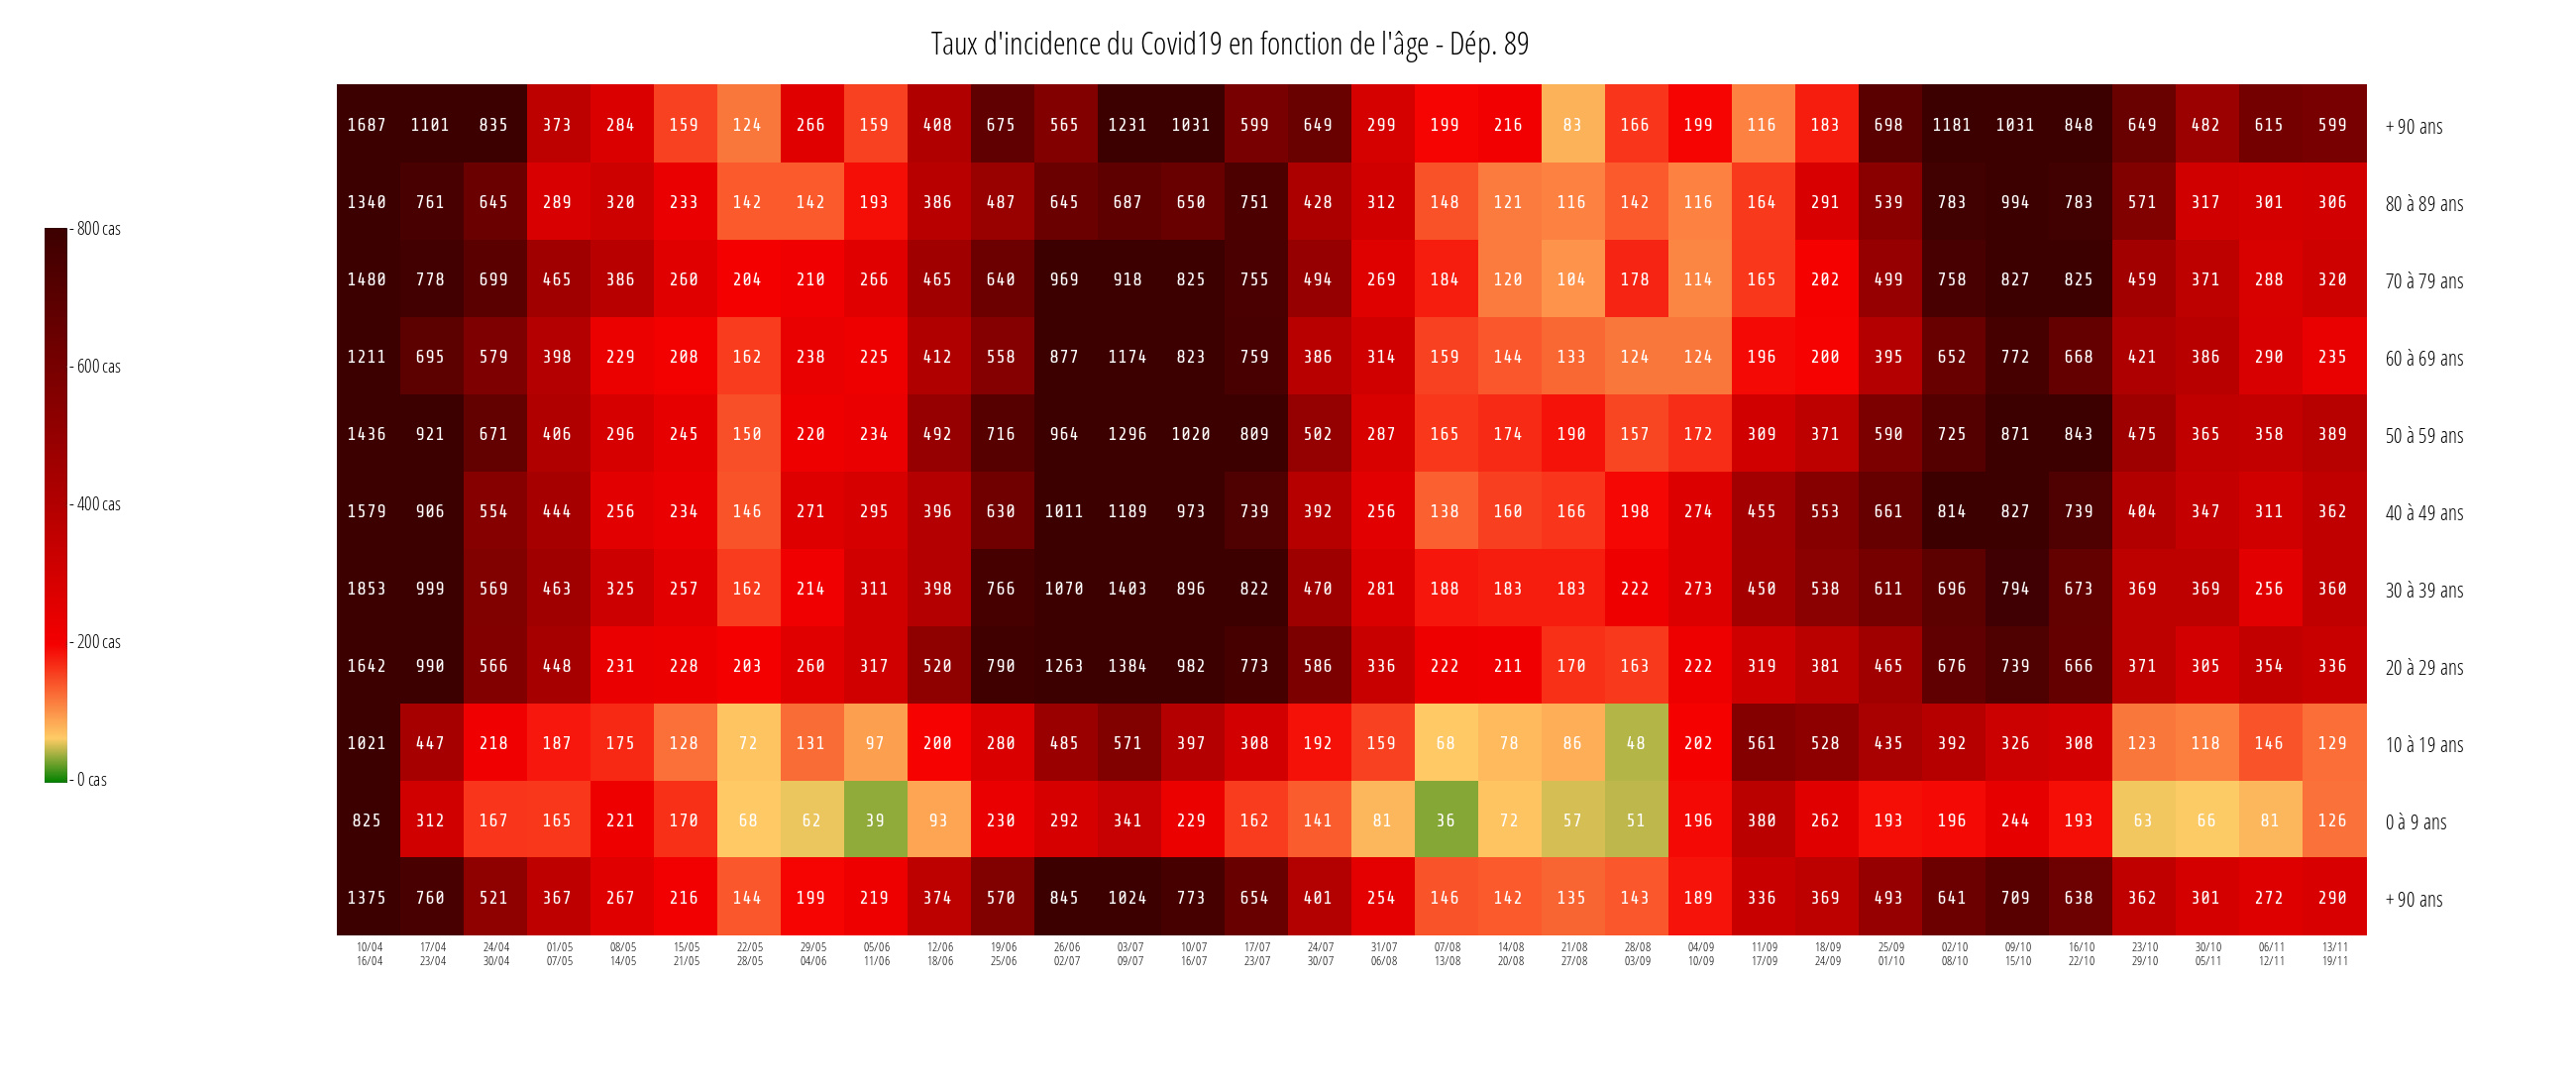 Taux d'incidence du Covid19 en fonction de l'âge - Dép. 89
- 800 cas
- 600 cas
- 400 cas
- 200 cas
- 0 cas
1687 1101 835 373 284 159 124 266 159 408 675 565 1231 1031 599 649 299 199 216 83 166 199 116 183 698 1181 1031 848 649 482 615 599 + 90 ans
1340 761 645 289 320 233 142 142 193 386 487 645 687 650 751 428 312 148 121 116 142 116 164 291 539 783 994 783 571 317 301 306 80 à 89 ans
1480 778 699 465 386 260 204 210 266 465 640 969 918 825 755 494 269 184 120 104 178 114 165 202 499 758 827 825 459 371 288 320 70 à 79 ans
1211 695 579 398 229 208 162 238 225 412 558 877 1174 823 759 386 314 159 144 133 124 124 196 200 395 652 772 668 421 386 290 235 60 à 69 ans
1436 921 671 406 296 245 150 220 234 492 716 964 1296 1020 809 502 287 165 174 190 157 172 309 371 590 725 871 843 475 365 358 389 50 à 59 ans
1579 906 554 444 256 234 146 271 295 396 630 1011 1189 973 739 392 256 138 160 166 198 274 455 553 661 814 827 739 404 347 311 362 40 à 49 ans
1853 999 569 463 325 257 162 214 311 398 766 1070 1403 896 822 470 281 188 183 183 222 273 450 538 611 696 794 673 369 369 256 360 30 à 39 ans
1642 990 566 448 231 228 203 260 317 520 790 1263 1384 982 773 586 336 222 211 170 163 222 319 381 465 676 739 666 371 305 354 336 20 à 29 ans
1021 447 218 187 175 128 72 131 97 200 280 485 571 397 308 192 159 68 78 86 48 202 561 528 435 392 326 308 123 118 146 129 10 à 19 ans
825 312 167 165 221 170 68 62 39 93 230 292 341 229 162 141 81 36 72 57 51 196 380 262 193 196 244 193 63 66 81 126 0 à 9 ans
1375 760 521 367 267 216 144 199 219 374 570 845 1024 773 654 401 254 146 142 135 143 189 336 369 493 641 709 638 362 301 272 290 + 90 ans
10/04 17/04 24/04 01/05 08/05 15/05 22/05 29/05 05/06 12/06 19/06 26/06 03/07 10/07 17/07 24/07 31/07 07/08 14/08 21/08 28/08 04/09 11/09 18/09 25/09 02/10 09/10 16/10 23/10 30/10 06/11 13/11
16/04 23/04 30/04 07/05 14/05 21/05 28/05 04/06 11/06 18/06 25/06 02/07 09/07 16/07 23/07 30/07 06/08 13/08 20/08 27/08 03/09 10/09 17/09 24/09 01/10 08/10 15/10 22/10 29/10 05/11 12/11 19/11